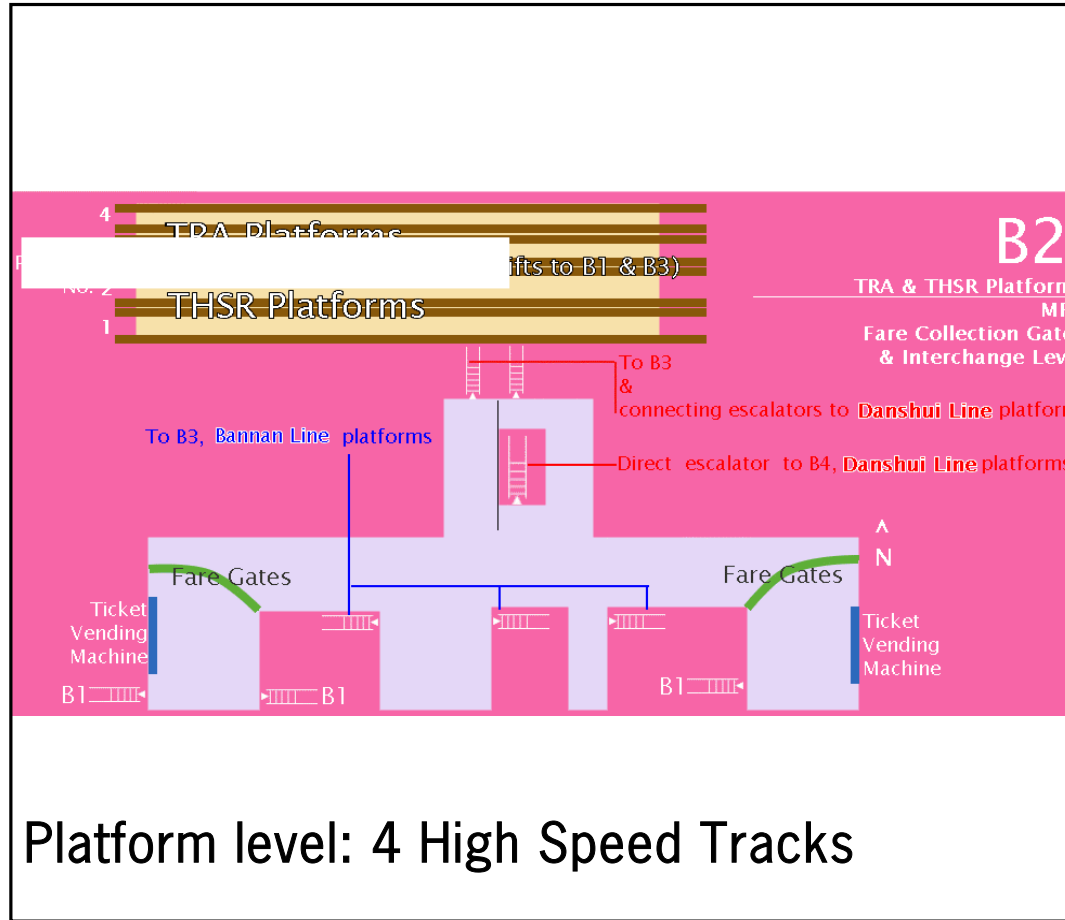 4
TRA Platforms
lifts to B1 & B3)
No. 2
THSR Platforms
1
B2
TRA & THSR Platform
Fare Collection Gate
& Interchange Lev
To B3
&
connecting escalators to Danshui Line platform
To B3, Bannan Line platforms
Direct escalator to B4, Danshui Line platforms
^
N
Fare Gates
Fare Gates
Ticket
Vending
Machine
Ticket
Vending
Machine
B1
B1
B1
Platform level: 4 High Speed Tracks